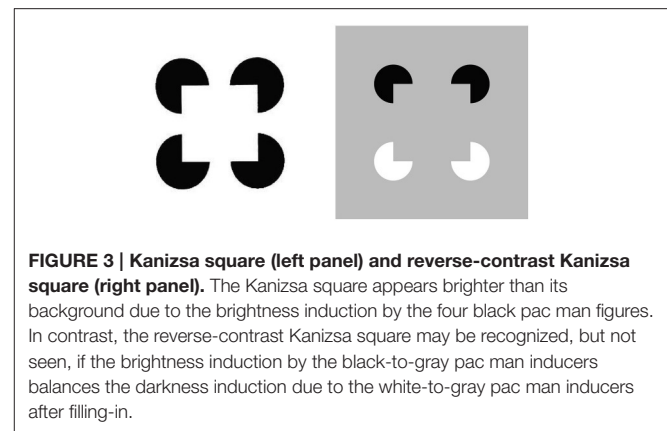 FIGURE 3 | Kanizsa square (left panel) and reverse-contrast Kanizsa
square (right panel). The Kanizsa square appears brighter than its
background due to the brightness induction by the four black pac man figures.
In contrast, the reverse-contrast Kanizsa square may be recognized, but not
seen, if the brightness induction by the black-to-gray pac man inducers
balances the darkness induction due to the white-to-gray pac man inducers
after filling-in.